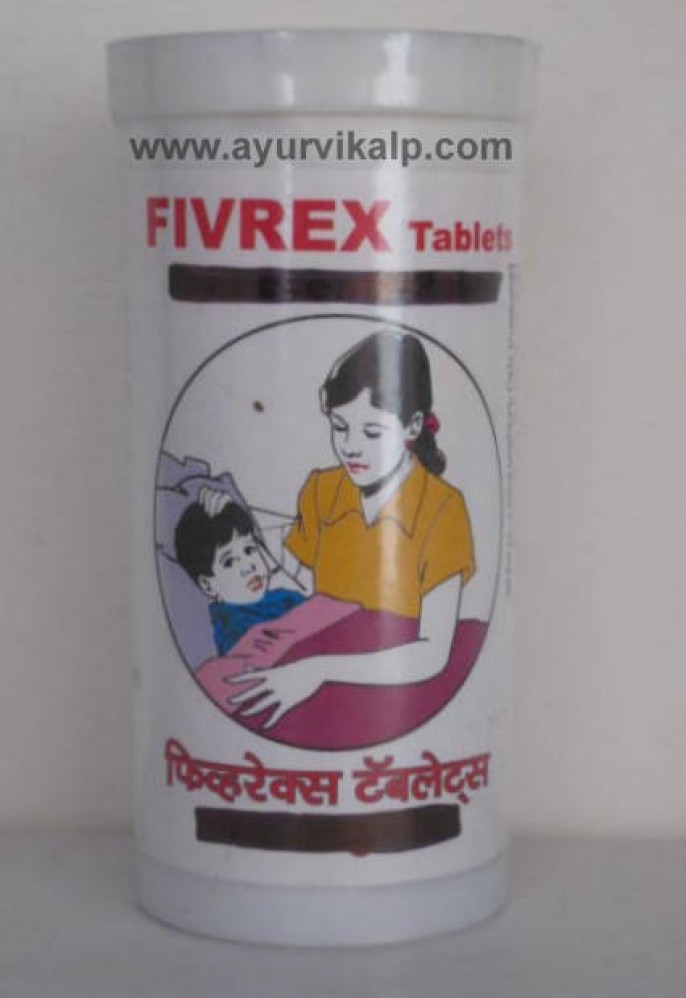 www.ayurvikalp.com
FIVREX Tablets
फिव्हरेक्स टॅबलेट्स